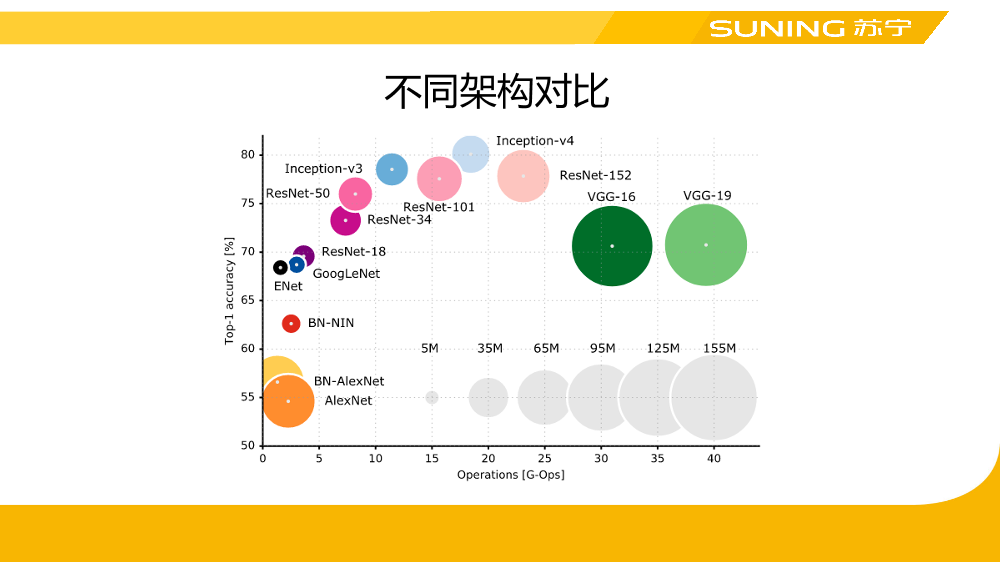 SUNING 苏宁
不同架构对比
Inception-v4
80
Inception-v3
ResNet-152
ResNet-50
VGG-16
VGG-19
75
ResNet-101
ResNet-34
Top-1 accuracy [%]
70
ResNet-18
GoogLeNet
ENet
65
BN-NIN
60
5M 35M 65M 95M 125M 155M
BN-AlexNet
55
AlexNet
50
0 5 10 15 20 25 30 35 40
Operations [G-Ops]